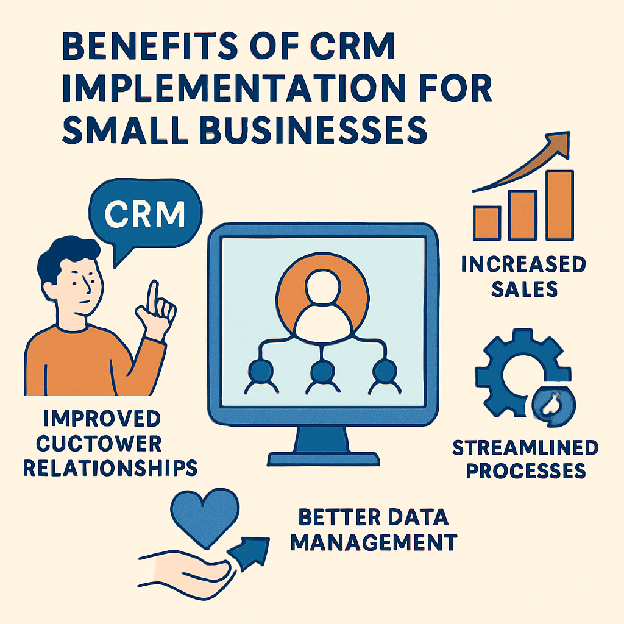 BENEFITS OF CRM
IMPLEMENTATION FOR
SMALL BUSINESSES
CRM
INCREASED
SALES
IMPROVED
CUCTOWER
RELATIONSHIPS
STREAMLINED
PROCESSES
BETTER DATA
MANAGEMENT